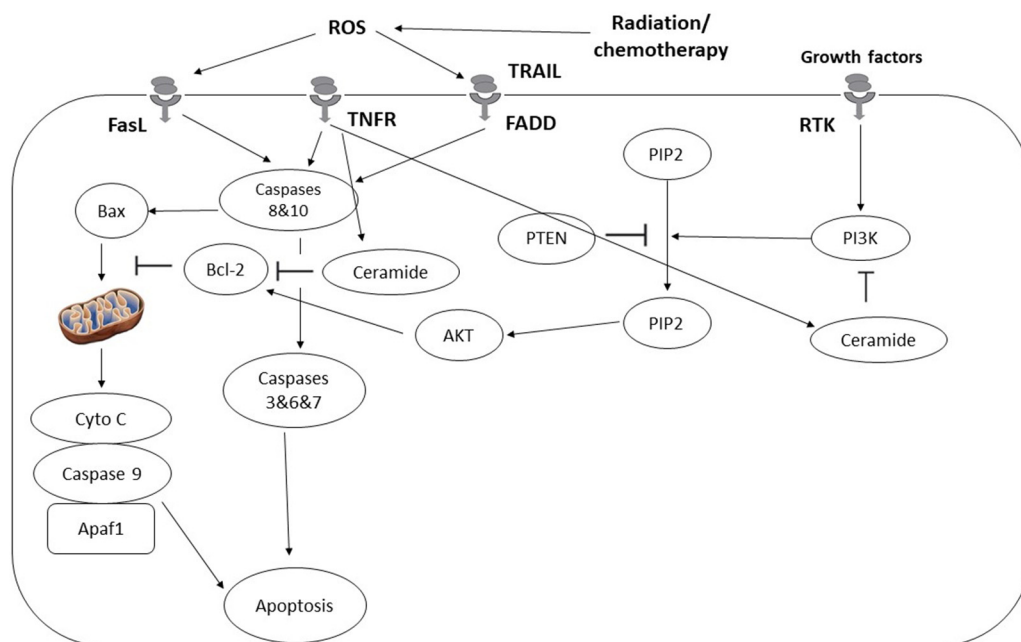 ROS
Radiation/
chemotherapy
TRAIL
Growth factors
FasL
TNFR
FADD
RTK
PIP2
Caspases
8&10
Bax
PTEN
PI3K
Bcl-2
Ceramide
AKT
PIP2
Ceramide
Caspases
3&6&7
Cyto C
Caspase 9
Apaf1
Apoptosis